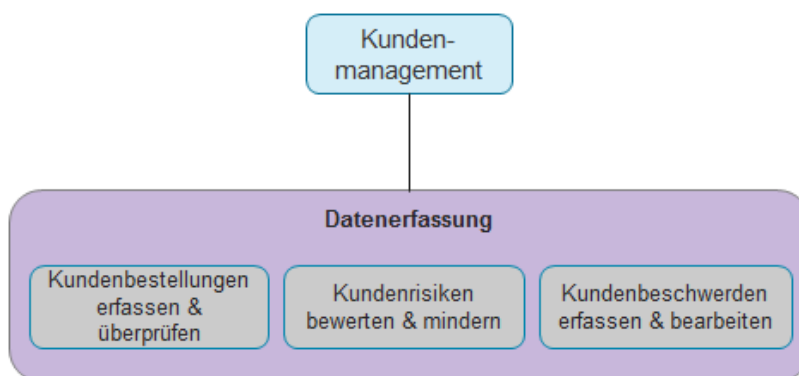 Kunden-
management
Datenerfassung
Kundenbestellungen
erfassen &
überprüfen
Kundenrisiken
bewerten & mindern
Kundenbeschwerden
erfassen & bearbeiten